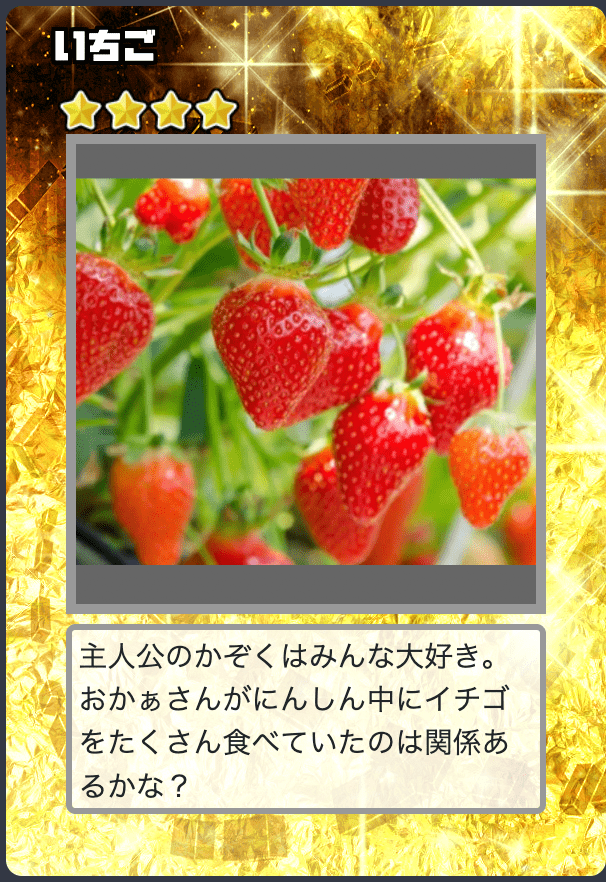 いちご
主人公のかぞくはみんな大好き。
おかぁさんがにんしん中にイチゴ
をたくさん食べていたのは関係あ
るかな？